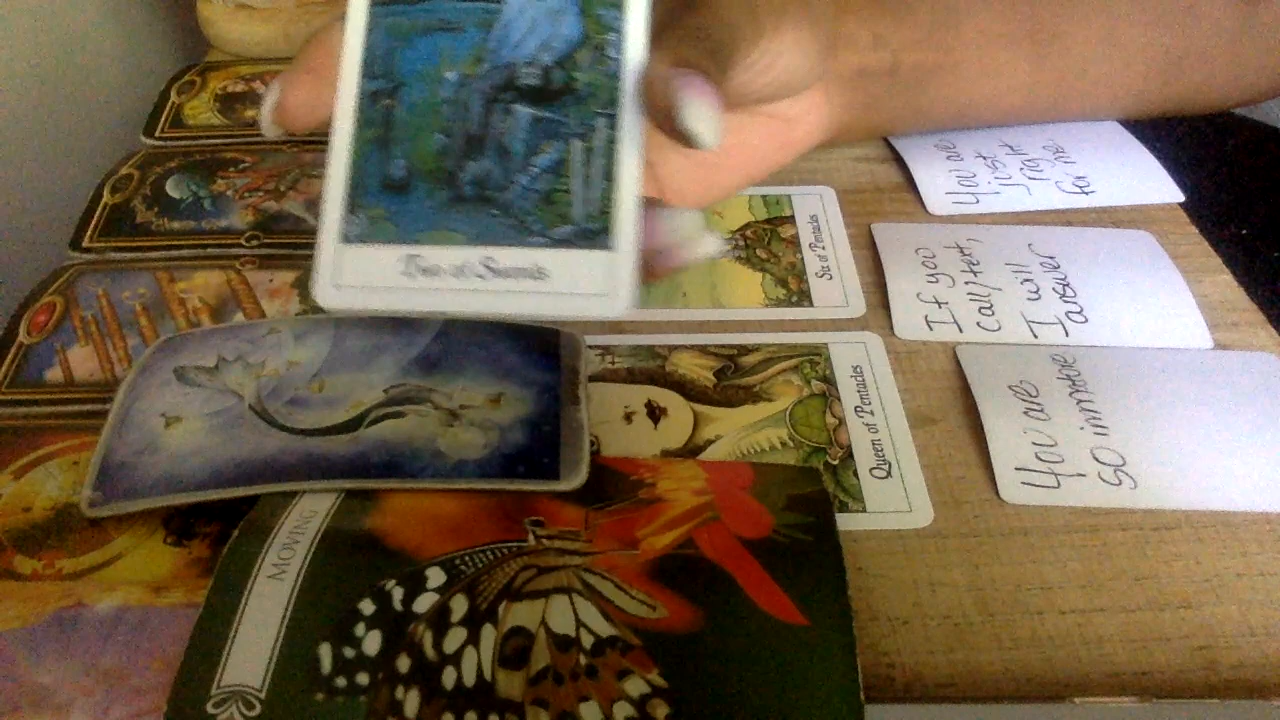 You are
just
right
for me
If you
call/text,
I will
answer
You are
so immature
Six of Pentacles
Queen of Pentacles
MOVING
of Swords